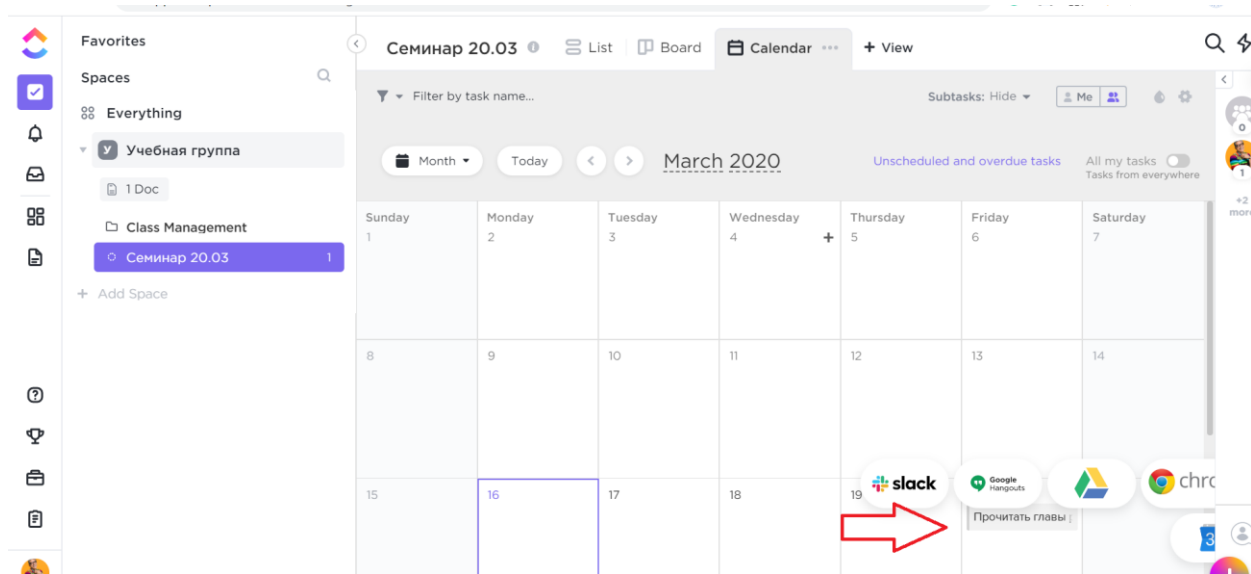 Favorites
Spaces
Everything
У Учебная группа
1 Doc
Class Management
Семинар 20.03 1
+ Add Space
Семинар 20.03 List Board Calendar ... + View
Filter by task name... Subtasks: Hide Me
Month Today < > March 2020 Unscheduled and overdue tasks All my tasks
Tasks from everywhere
0
1
+2
more
Sunday Monday Tuesday Wednesday Thursday Friday Saturday
1 2 3 4 + 5 6 7
8 9 10 11 12 13 14
15 16 17 18 19
slack
Google
Hangouts
chro
Прочитать главы
3